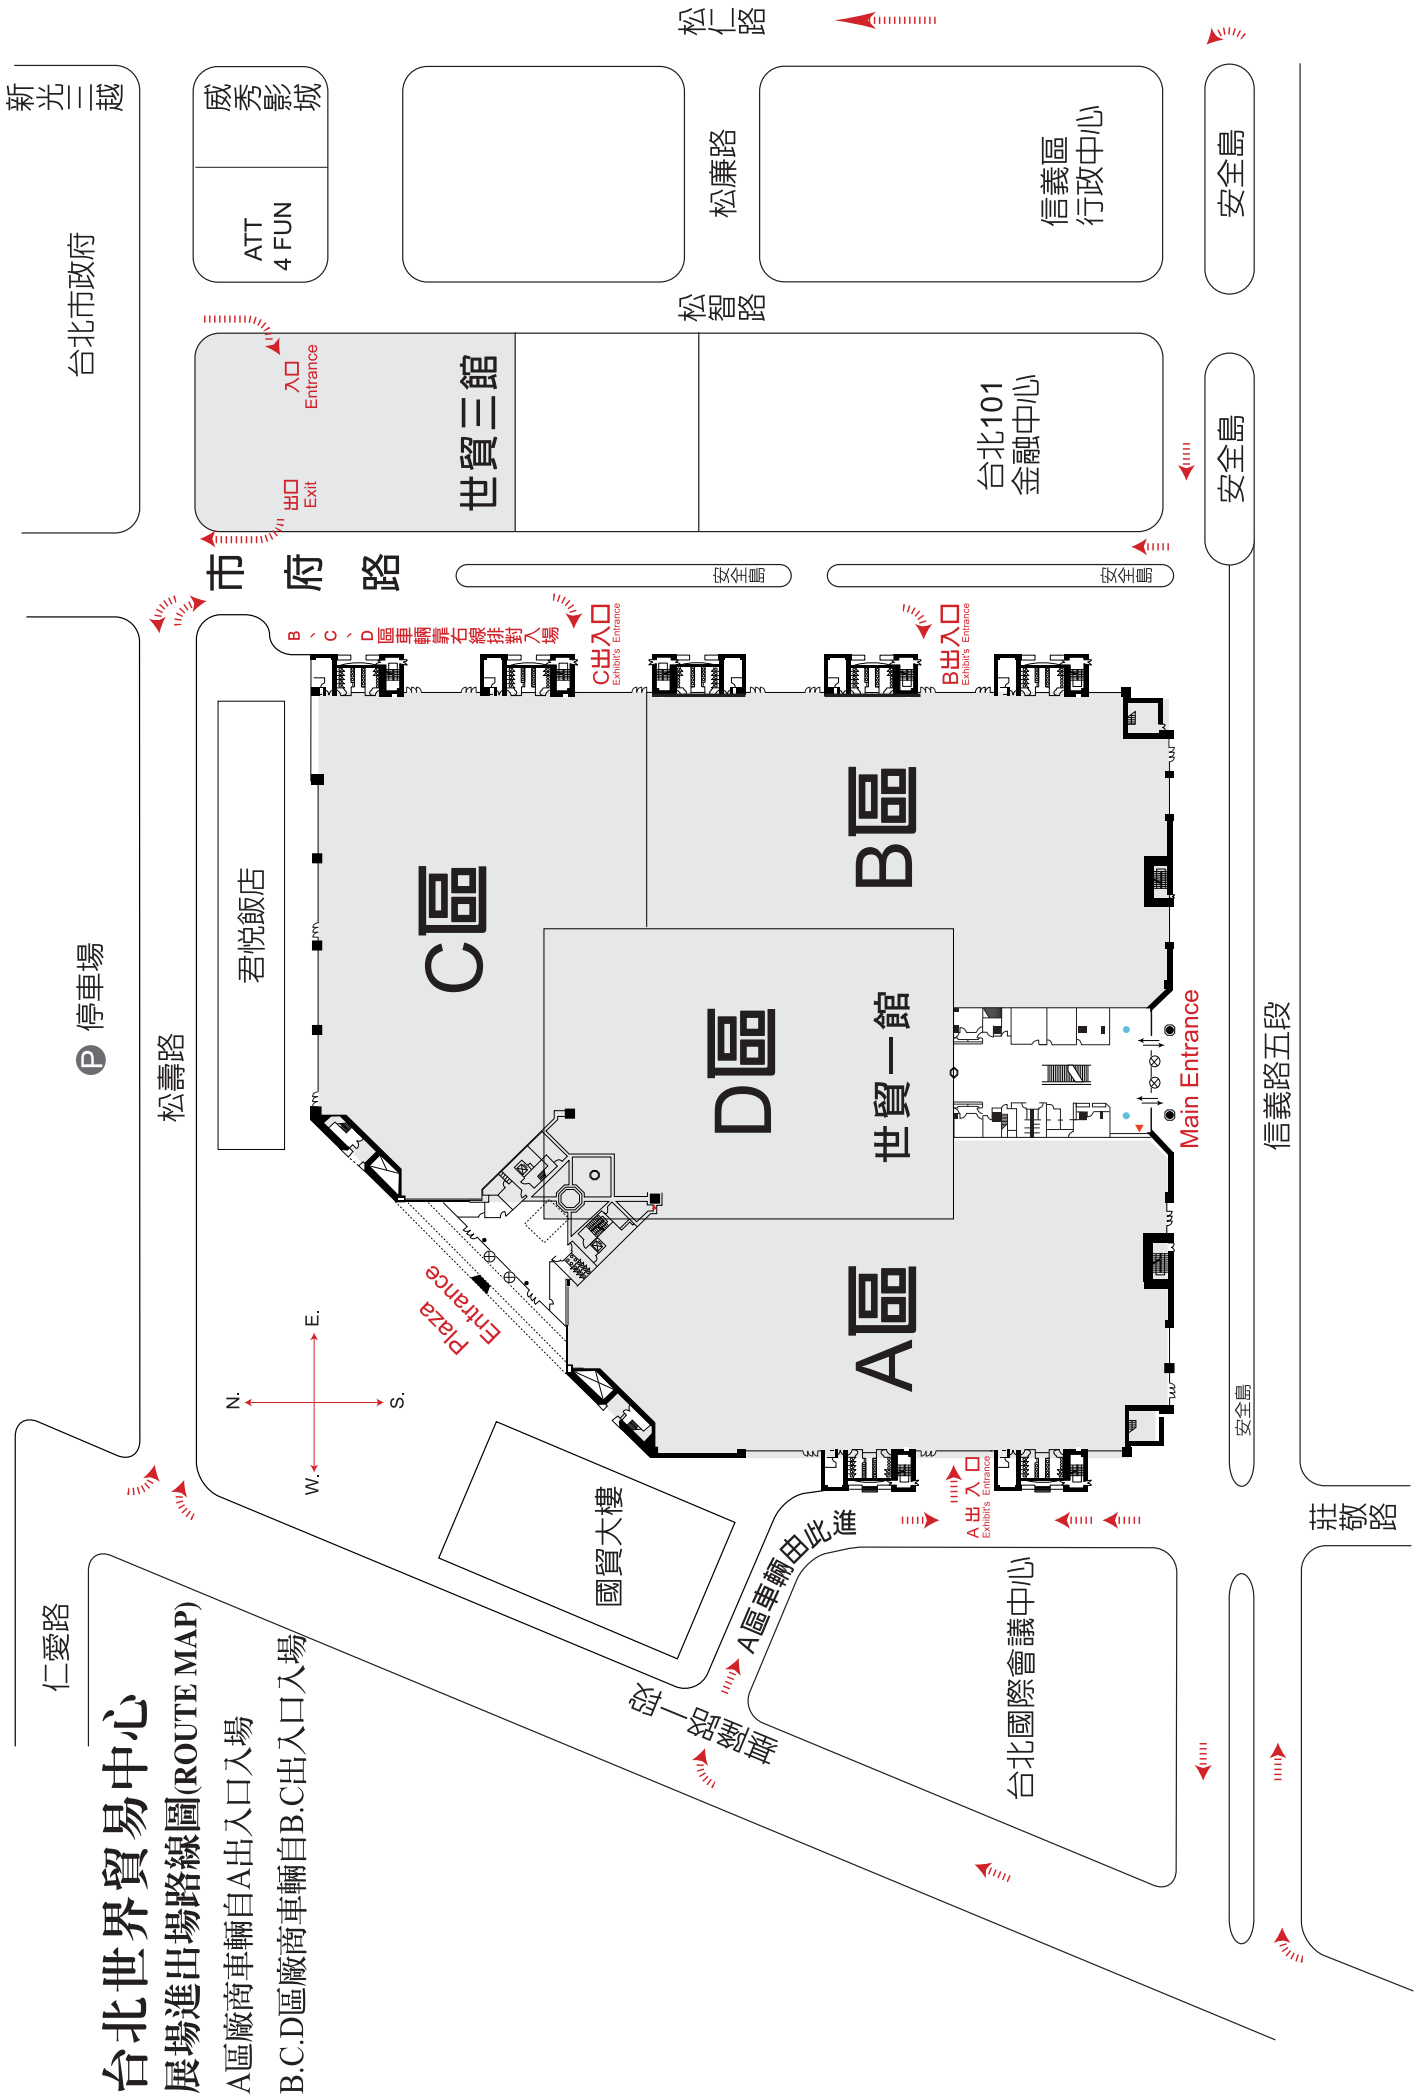 台北世界貿易中心
展場進出場路線圖(ROUTE MAP)
A區廠商車輛自A出入口入場
B.C.D區廠商車輛自B.C出入口入場
仁愛路
P 停車場
台北市政府
新光三越
松壽路
君悅飯店
ATT
4 FUN
威秀影城
N.
S.
W.
E.
市府路
出口
Exit
入口
Entrance
世貿三館
B、C、D區車輛靠右線排對入場
Plaza
Entrance
C區
C出入口
Exhibit's Entrance
安全島
國貿大樓
基隆路一段
A區車輛由此進
D區
世貿一館
松智路
松廉路
松仁路
A區
B區
A出入口
Exhibit's Entrance
B出入口
Exhibit's Entrance
台北國際會議中心
台北101
金融中心
信義區
行政中心
安全島
Main Entrance
安全島
安全島
安全島
信義路五段
莊敬路